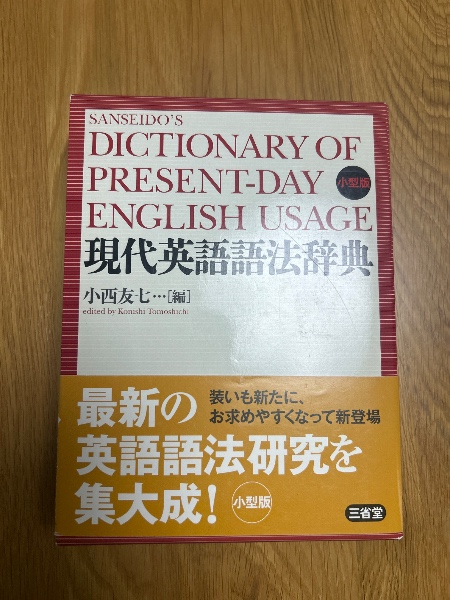 SANSEIDO'S
DICTIONARY OF
PRESENT-DAY
小型版
ENGLISH USAGE
現代英語語法辞典
小西友七…[編]
edited by Konishi Tomoshichi
最新の
英語語法研究を
集大成!
装いも新たに、
お求めやすくなって新登場
小型版
三省堂